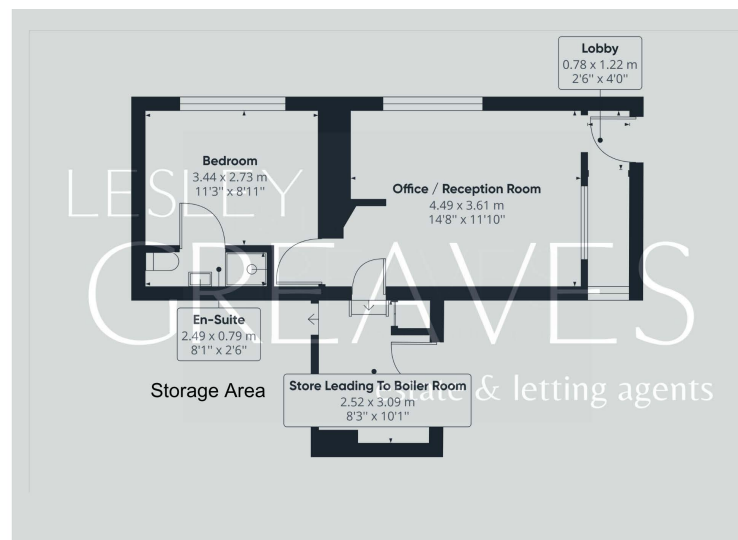 Lobby
0.78 x 1.22 m
2'6" x 4'0"
Bedroom
3.44 x 2.73 m
11'3" x 8'11"
LESLEY
Office / Reception Room
4.49 x 3.61 m
14'8" x 11'10"
GREAVES
En-Suite
2.49 x 0.79 m
8'1" x 2'6"
Storage Area
Store Leading To Boiler Room
2.52 x 3.09 m
8'3" x 10'1"
estate & letting agents